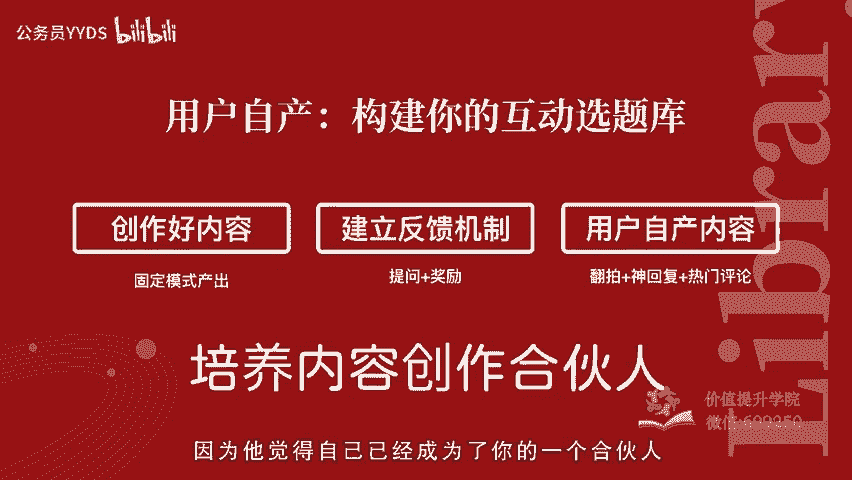 公务员YYDS bilibili
用户自产：构建你的互动选题库
创作好内容 建立反馈机制 用户自产内容
固定模式产出 提问+奖励 翻拍+神回复+热门评论
培养内容创作合伙人
价值提升学院
微信:699250
因为他觉得自己已经成为了你的一个合伙人
Library